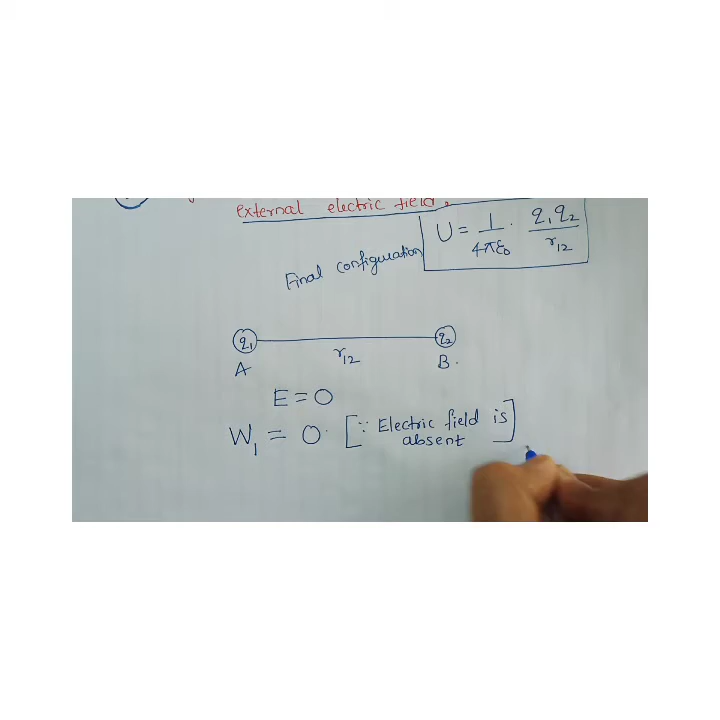 external electric field.
U = 1/4πε₀ · q₁q₂/r₁₂
Final configuration
q₁ q₂
r₁₂
A B.
E = 0
W₁ = 0. [∵ Electric field is
absent]